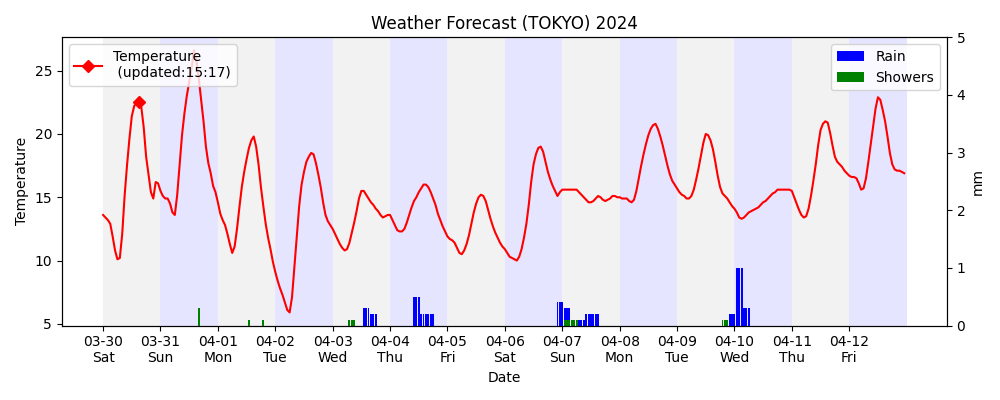 Weather Forecast (TOKYO) 2024
Temperature
(updated:15:17)
Rain
Showers
Temperature
25
20
15
10
5
5
4
3
2
1
0
mm
03-30 03-31 04-01 04-02 04-03 04-04 04-05 04-06 04-07 04-08 04-09 04-10 04-11 04-12
Sat Sun Mon Tue Wed Thu Fri Sat Sun Mon Tue Wed Thu Fri
Date